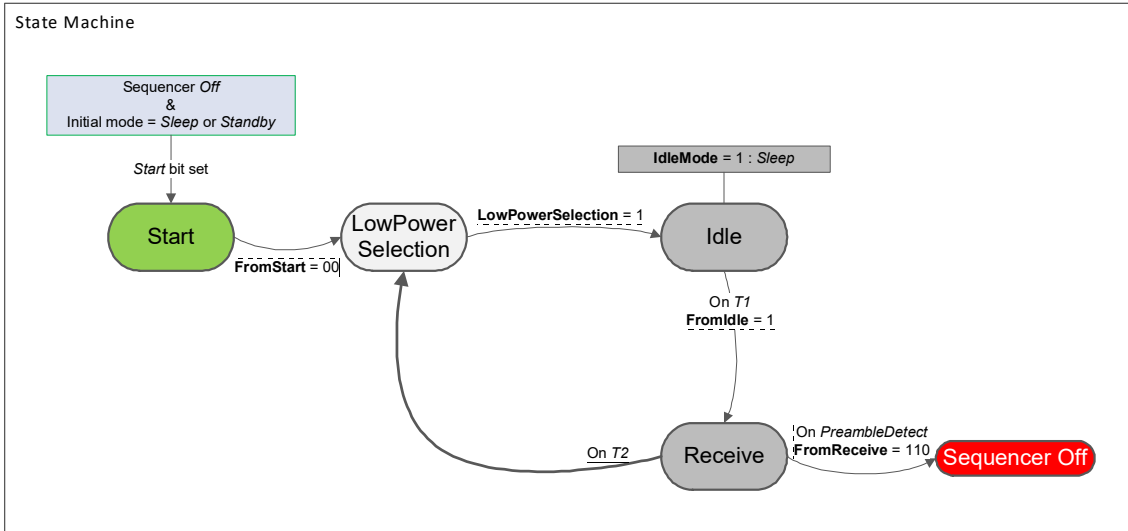 State Machine
Sequencer Off
&
Initial mode = Sleep or Standby
Start bit set
Start
FromStart = 00
LowPower
Selection
LowPowerSelection = 1
IdleMode = 1 : Sleep
Idle
On T1
FromIdle = 1
On T2
Receive
On PreambleDetect
FromReceive = 110
Sequencer Off